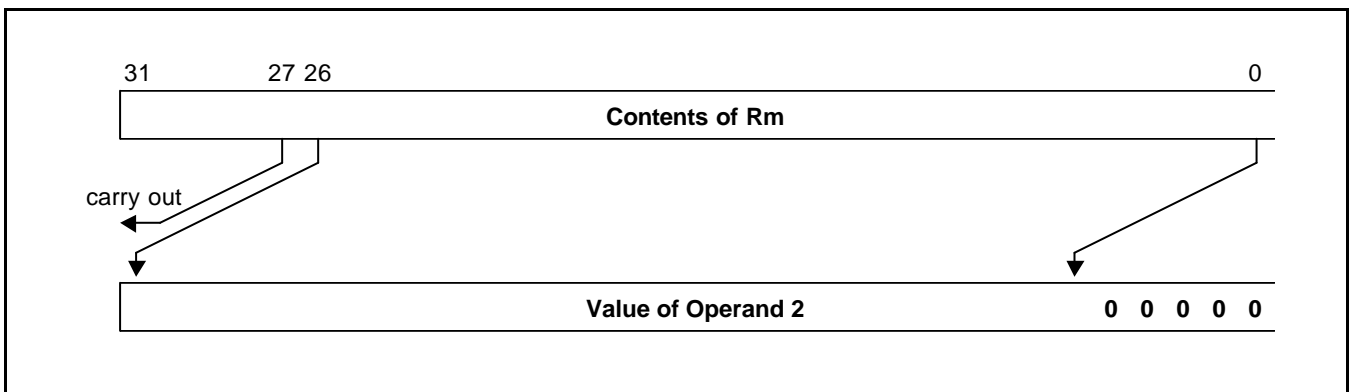 31 27 26 0
Contents of Rm
carry out
Value of Operand 2 0 0 0 0 0